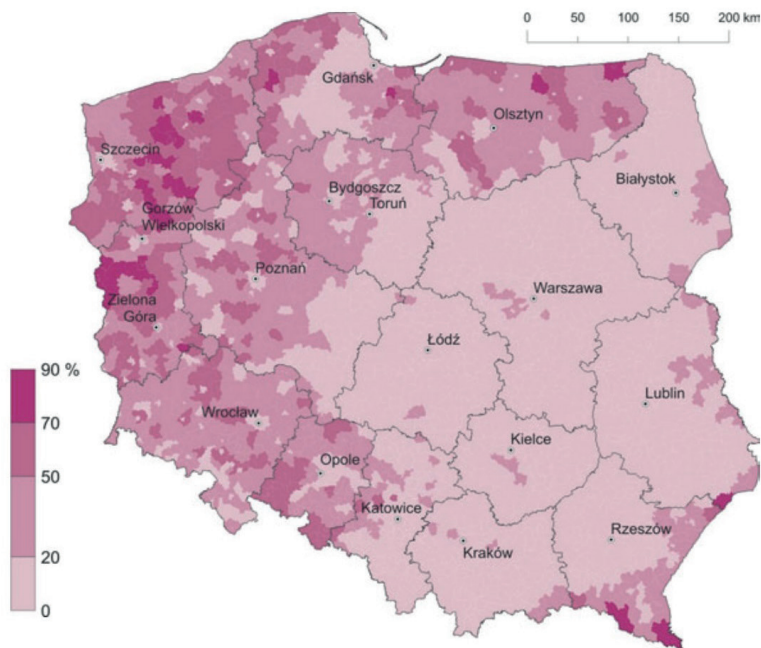 0 50 100 150 200 km
Gdańsk
Olsztyn
Szczecin
Białystok
Bydgoszcz
Toruń
Gorzów
Wielkopolski
Poznań
Warszawa
Zielona
Góra
Łódź
90 %
70
50
20
0
Lublin
Wrocław
Kielce
Opole
Katowice
Kraków
Rzeszów